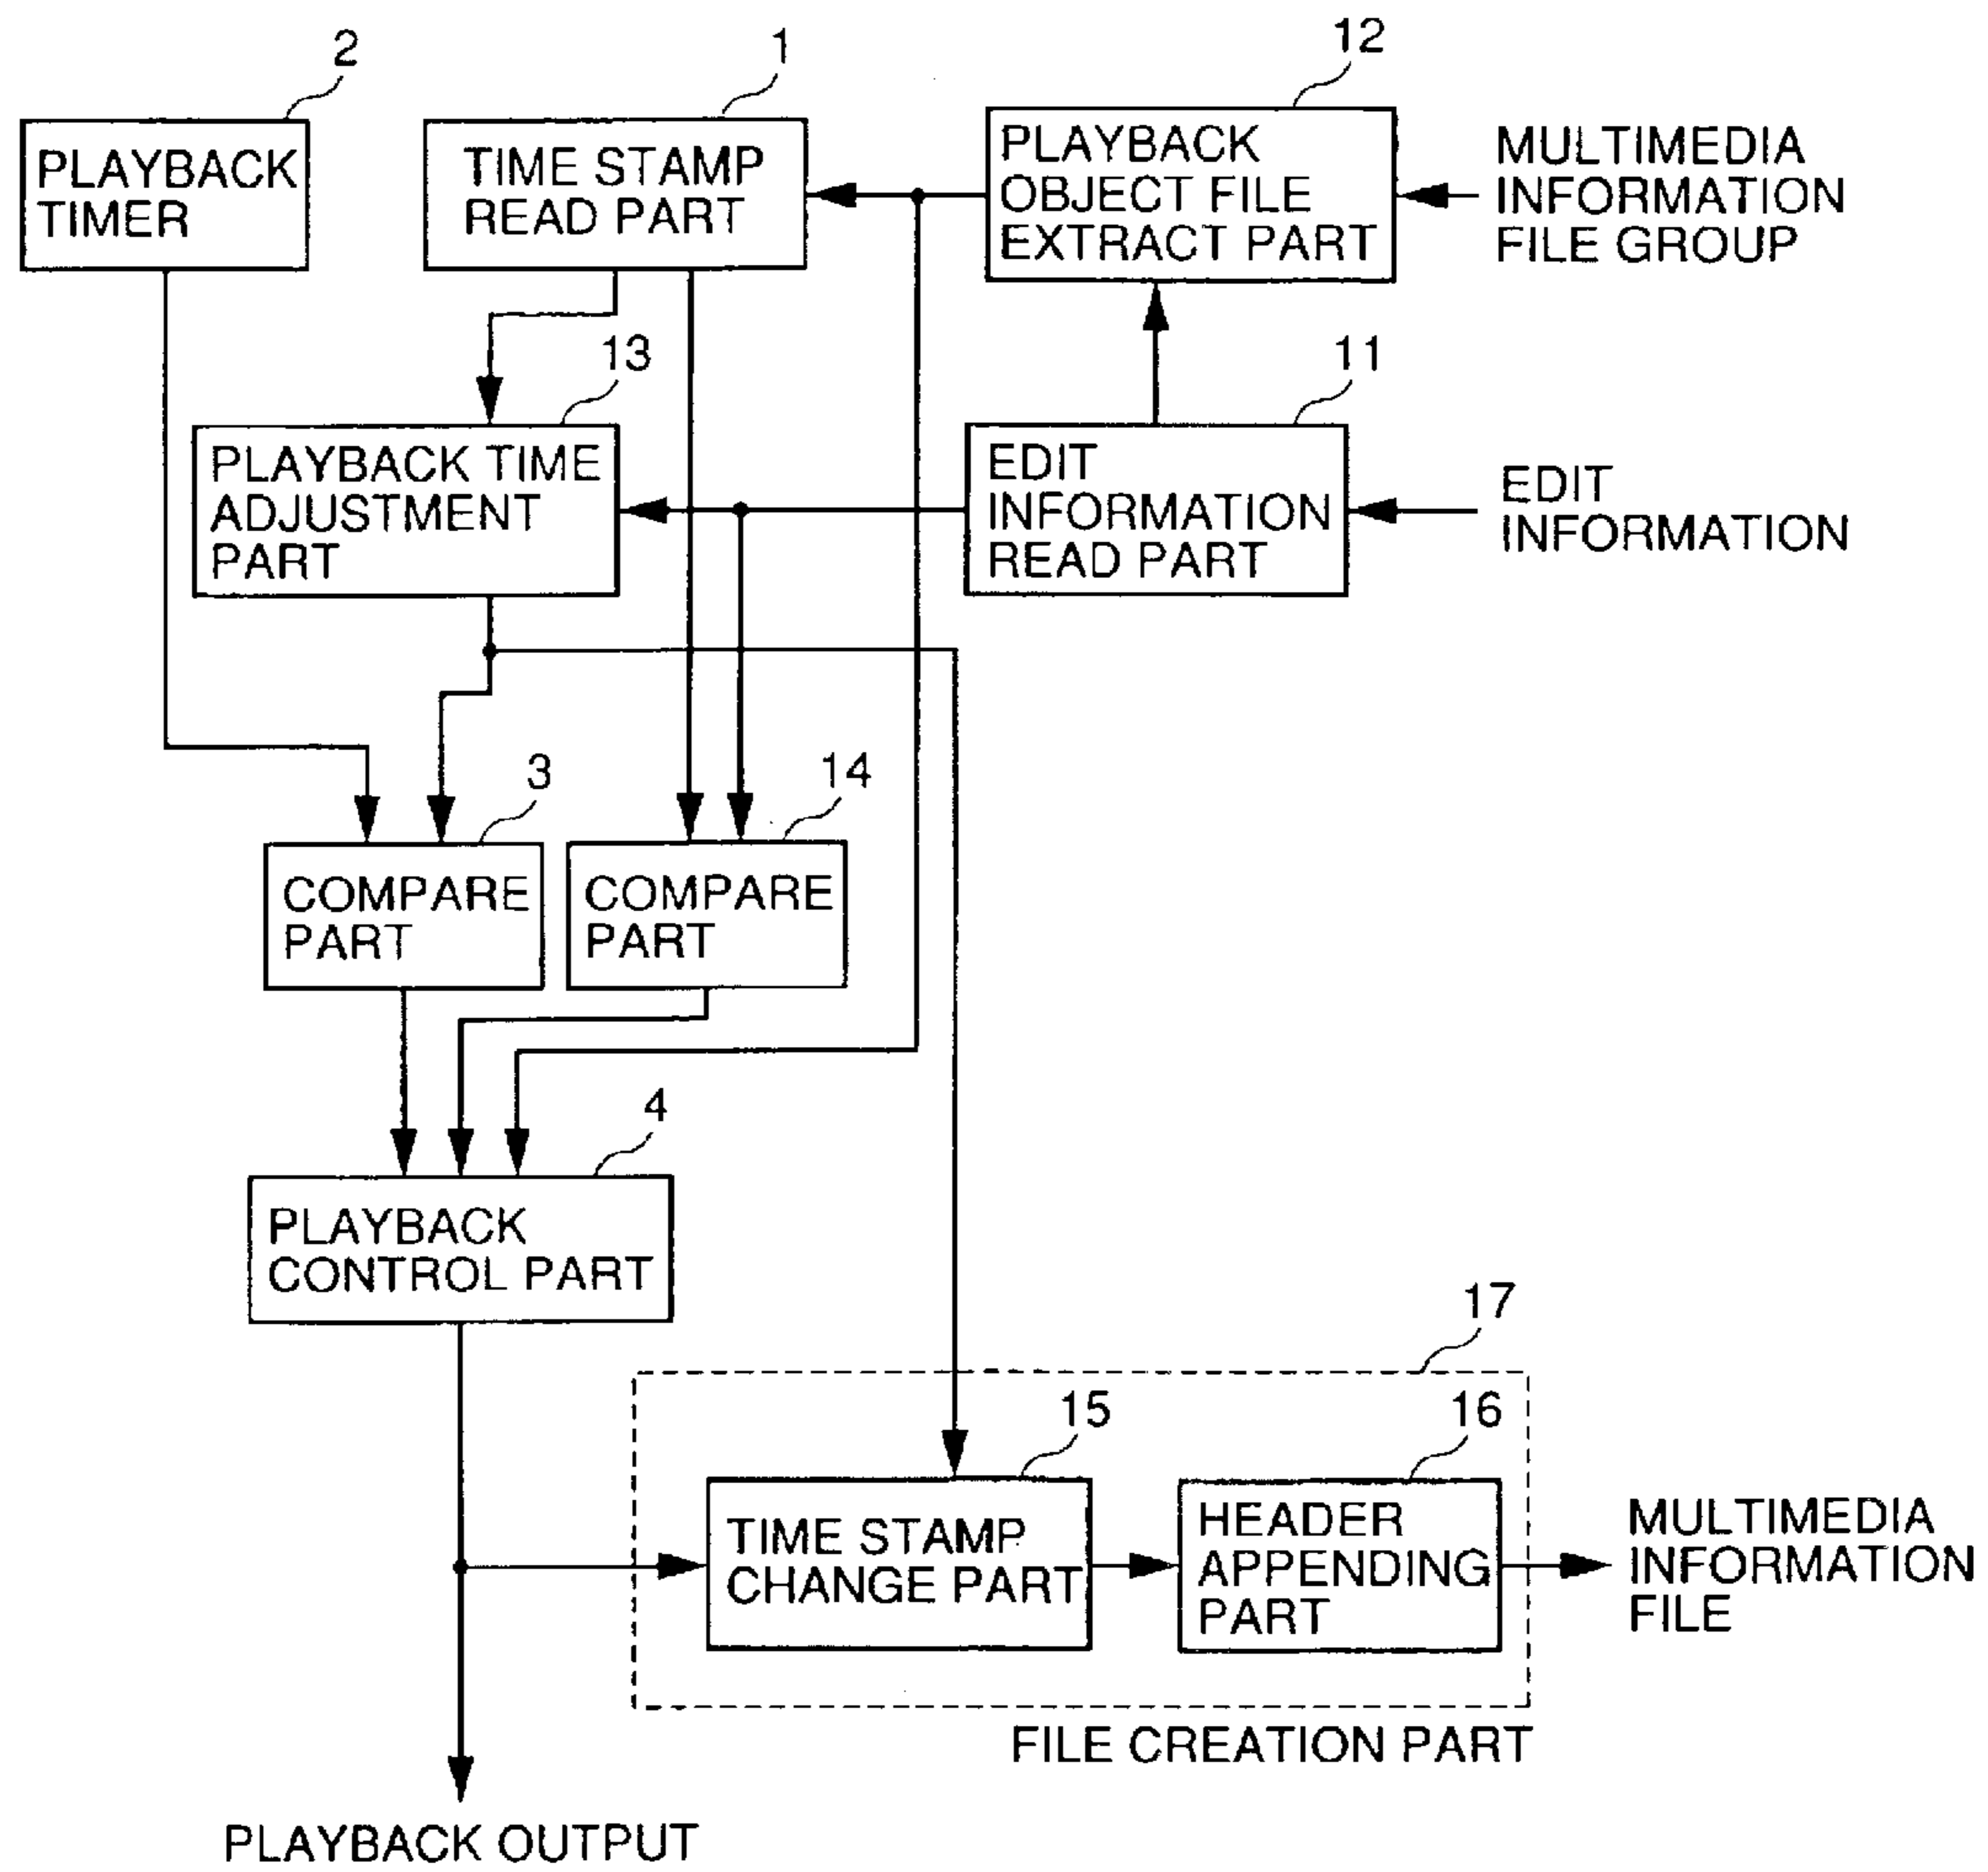 2
1
12
PLAYBACK
TIMER
TIME STAMP
READ PART
PLAYBACK
OBJECT FILE
EXTRACT PART
MULTIMEDIA
INFORMATION
FILE GROUP
13
11
PLAYBACK TIME
ADJUSTMENT
PART
EDIT
INFORMATION
READ PART
EDIT
INFORMATION
3
14
COMPARE
PART
COMPARE
PART
4
PLAYBACK
CONTROL PART
17
15
16
TIME STAMP
CHANGE PART
HEADER
APPENDING
PART
MULTIMEDIA
INFORMATION
FILE
FILE CREATION PART
PLAYBACK OUTPUT